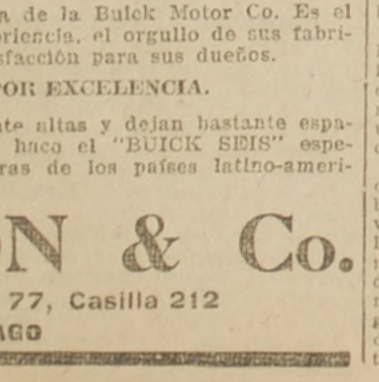 a de la Buick Motor Co. Es el
riencia, el orgullo de sus fabri-
sfacción para sus dueños.
POR EXCELENCIA.
te altas y dejan bastante espa-
hace el "BUICK SEIS" espe-
ras de los países latino-ameri-
ON & Co.
77, Casilla 212
AGO